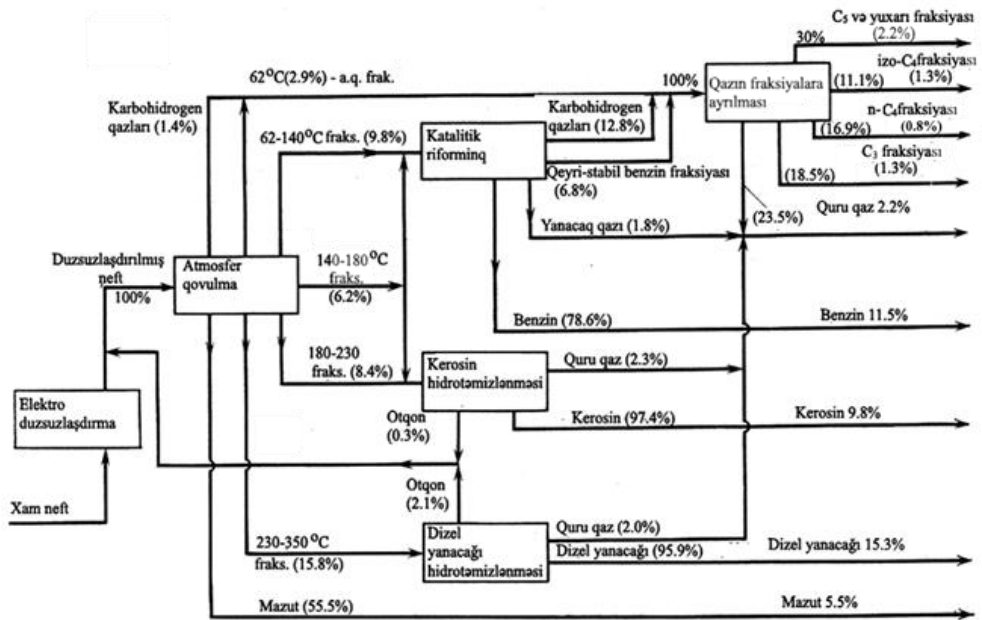 C₅ və yuxarı fraksiyası
30%
(2.2%)
62⁰C(2.9%) - a.q. frak.
100%
Qazın fraksiyalara
ayrılması
izo-C₄fraksiyası
(11.1%)
(1.3%)
Karbohidrogen
qazları (1.4%)
Karbohidrogen
qazları (12.8%)
n-C₄fraksiyası
(16.9%)
(0.8%)
62-140⁰C fraks. (9.8%)
Katalitik
riforminq
C₃ fraksiyası
(18.5%)
(1.3%)
Qeyri-stabil benzin fraksiyası
(6.8%)
(23.5%)
Quru qaz 2.2%
Yanacaq qazı (1.8%)
Duzsuzlaşdırılmış
neft
100%
Atmosfer
qovulma
140-180⁰C
fraks.
(6.2%)
Benzin (78.6%)
Benzin 11.5%
180-230
fraks. (8.4%)
Kerosin
hidrotəmizlənməsi
Quru qaz (2.3%)
Elektro
duzsuzlaşdırma
Otqon
(0.3%)
Kerosin (97.4%)
Kerosin 9.8%
Otqon
(2.1%)
Xam neft
230-350⁰C
fraks. (15.8%)
Dizel
yanacağı
hidrotəmizlənməsi
Quru qaz (2.0%)
Dizel yanacağı (95.9%)
Dizel yanacağı 15.3%
Mazut (55.5%)
Mazut 5.5%